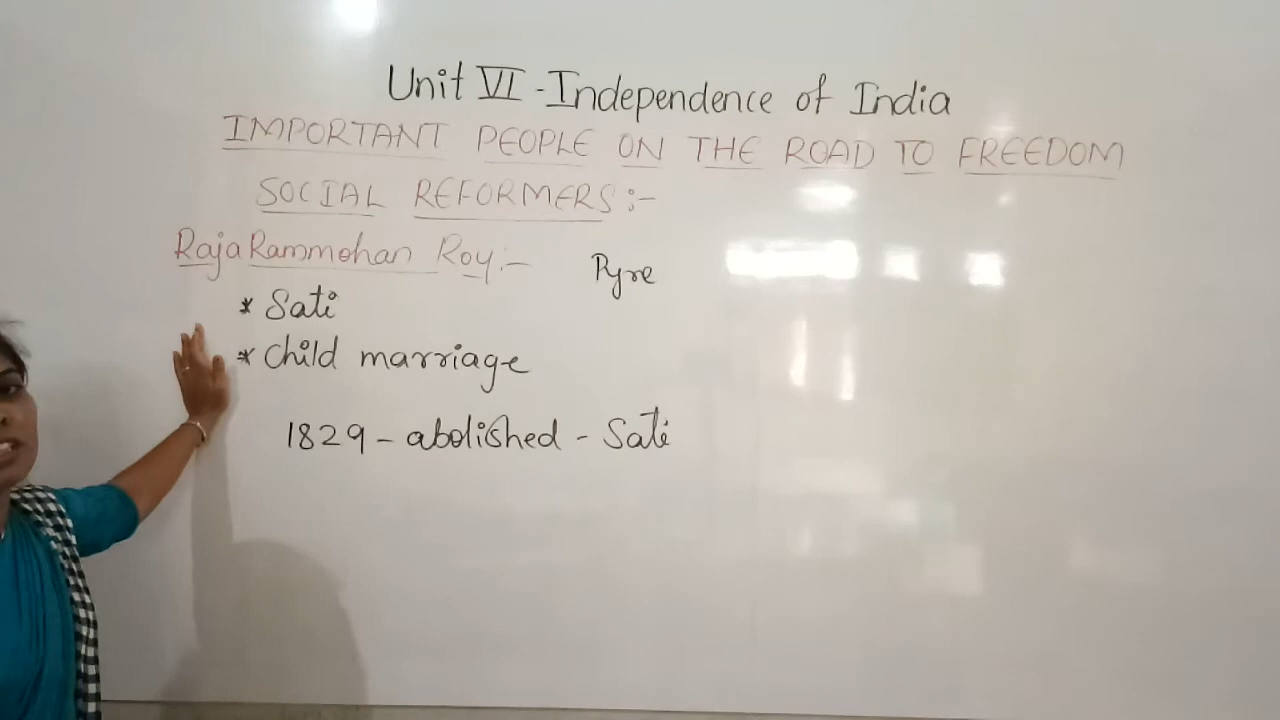 Unit VI - Independence of India
IMPORTANT PEOPLE ON THE ROAD TO FREEDOM
SOCIAL REFORMERS :-
Raja Rammohan Roy :- Pyre
* Sati
* Child marriage
1829 - abolished - Sati